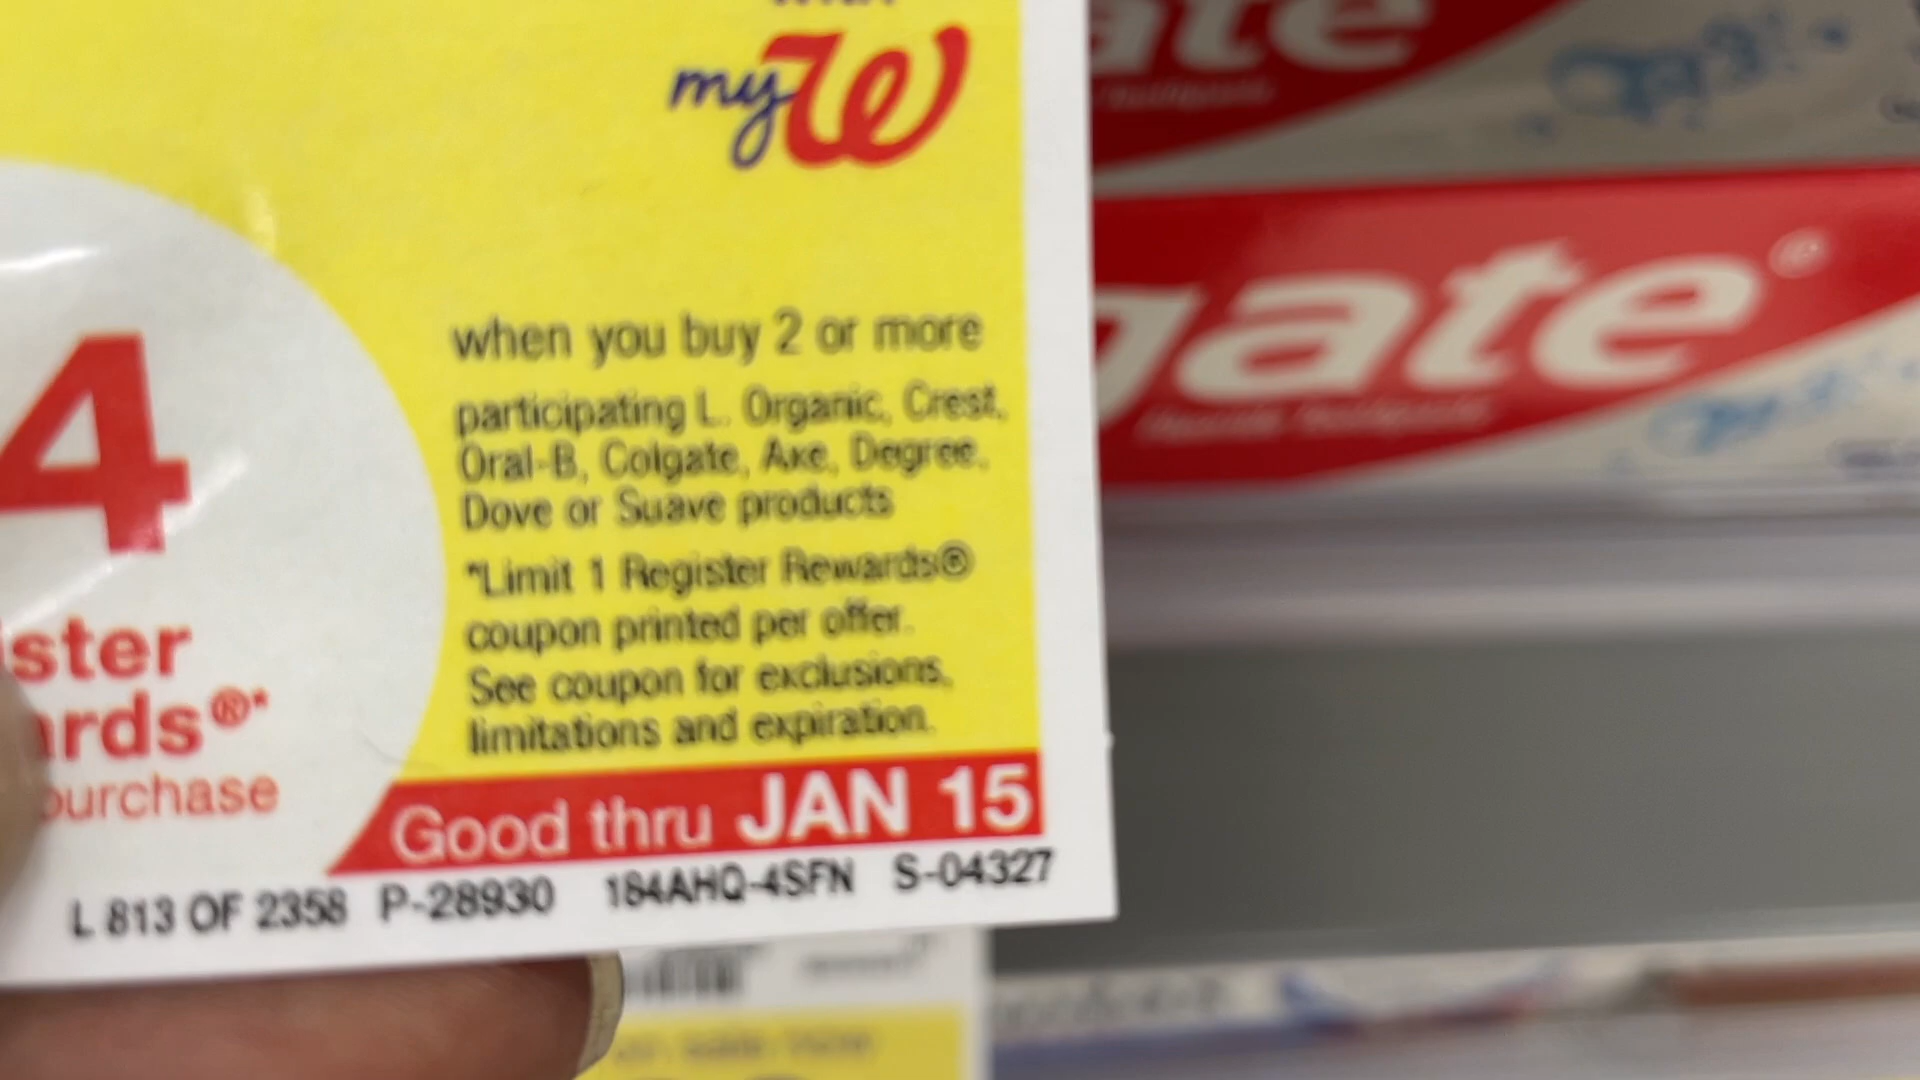 my W
when you buy 2 or more
participating L. Organic, Crest,
Oral-B, Colgate, Axe, Degree,
Dove or Suave products
*Limit 1 Register Rewards®
coupon printed per offer.
See coupon for exclusions,
limitations and expiration.
4
ister
ards®*
purchase
Good thru JAN 15
L 813 OF 2358 P-28930 184AHQ-4SFN S-04327
ate
gate®